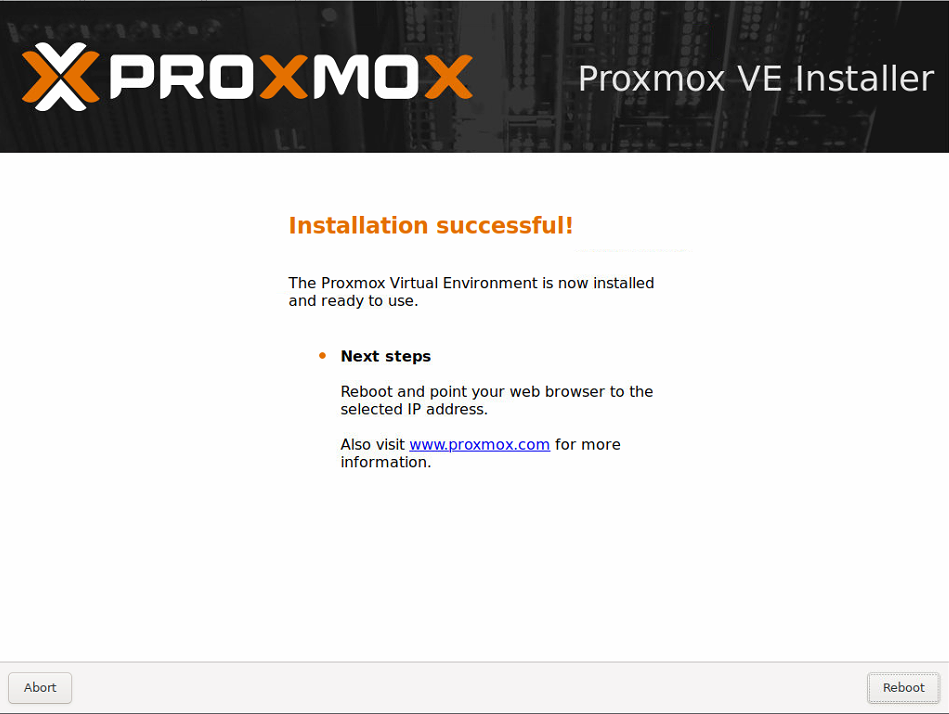 PROXMOX
Proxmox VE Installer
Installation successful!
The Proxmox Virtual Environment is now installed
and ready to use.
Next steps
Reboot and point your web browser to the
selected IP address.
Also visit www.proxmox.com for more
information.
Abort
Reboot